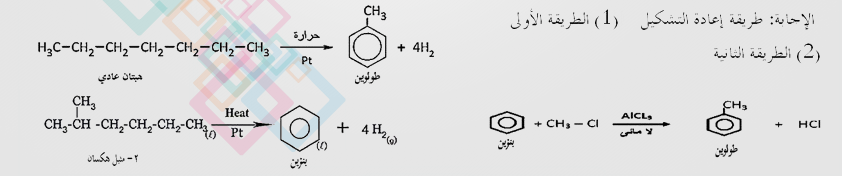 الإجابة: طريقة إعادة التشكيل (1) الطريقة الأولى
(2) الطريقة الثانية
CH₃
H₃C−CH₂−CH₂−CH₂−CH₂−CH₂−CH₃ حرارة Pt + 4H₂
هبتان عادي طولوين
CH₃
CH₃-CH -CH₂-CH₂-CH₂-CH₃(ℓ) Heat Pt (ℓ) + 4 H₂(g)
٢- مثيل هكسان بنزين
+ CH₃ − Cl AlCL₃ لا مائى CH₃ + HCl
بنزين طولوين